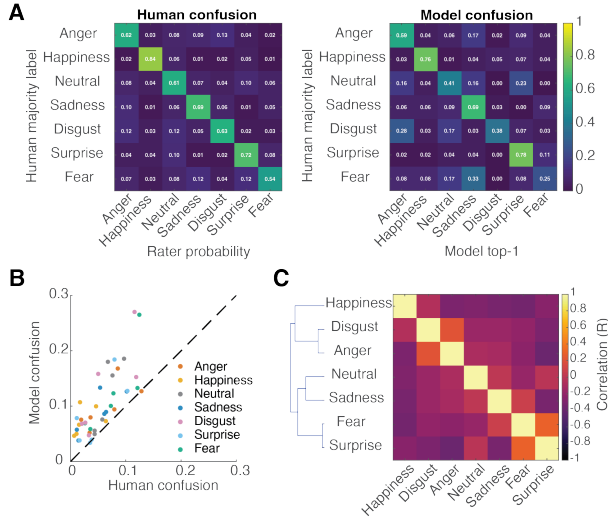 A
Human confusion
Human majority label
Anger
Happiness
Neutral
Sadness
Disgust
Surprise
Fear
0.62 0.03 0.08 0.09 0.13 0.04 0.02
0.02 0.84 0.06 0.01 0.02 0.03 0.02
0.08 0.04 0.61 0.08 0.04 0.10 0.06
0.10 0.01 0.06 0.69 0.06 0.04 0.05
0.12 0.03 0.12 0.05 0.63 0.02 0.03
0.04 0.04 0.07 0.01 0.02 0.72 0.08
0.07 0.03 0.08 0.12 0.04 0.12 0.54
Anger
Happiness
Neutral
Sadness
Disgust
Surprise
Fear
Rater probability
Model confusion
Human majority label
Anger
Happiness
Neutral
Sadness
Disgust
Surprise
Fear
0.59 0.04 0.06 0.17 0.02 0.09 0.04
0.03 0.76 0.04 0.04 0.05 0.07 0.01
0.16 0.04 0.41 0.16 0.00 0.23 0.00
0.06 0.05 0.05 0.69 0.03 0.00 0.09
0.26 0.04 0.17 0.03 0.38 0.07 0.03
0.02 0.02 0.04 0.04 0.00 0.78 0.11
0.08 0.08 0.17 0.33 0.00 0.08 0.25
Anger
Happiness
Neutral
Sadness
Disgust
Surprise
Fear
Model top-1
1
0.8
0.6
0.4
0.2
0
B
Model confusion
0.3
0.2
0.1
0
0
0.1
0.2
0.3
Human confusion
Anger
Happiness
Neutral
Sadness
Disgust
Surprise
Fear
C
Happiness
Disgust
Anger
Neutral
Sadness
Fear
Surprise
Happiness
Disgust
Anger
Neutral
Sadness
Fear
Surprise
1
0.8
0.6
0.4
0.2
0
-0.2
-0.4
-0.6
-0.8
-1
Correlation (R)